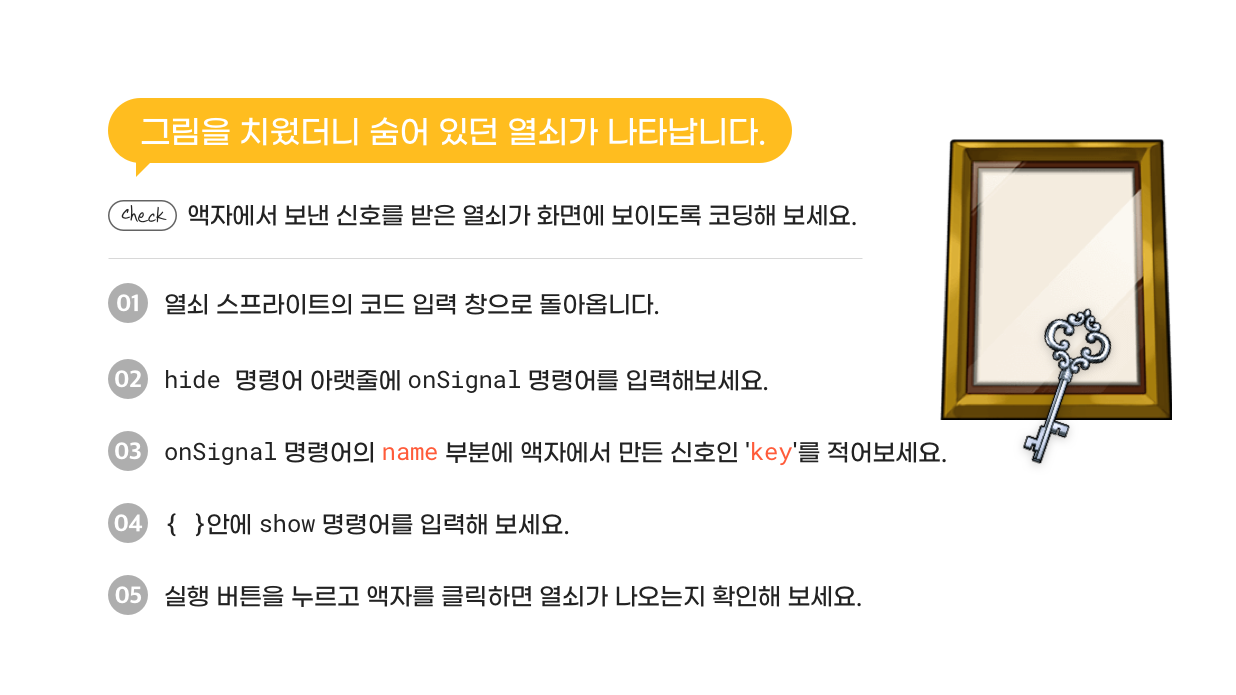 그림을 치웠더니 숨어 있던 열쇠가 나타납니다.
check 액자에서 보낸 신호를 받은 열쇠가 화면에 보이도록 코딩해 보세요.
01 열쇠 스프라이트의 코드 입력 창으로 돌아옵니다.
02 hide 명령어 아랫줄에 onSignal 명령어를 입력해보세요.
03 onSignal 명령어의 name 부분에 액자에서 만든 신호인 'key'를 적어보세요.
04 { }안에 show 명령어를 입력해 보세요.
05 실행 버튼을 누르고 액자를 클릭하면 열쇠가 나오는지 확인해 보세요.